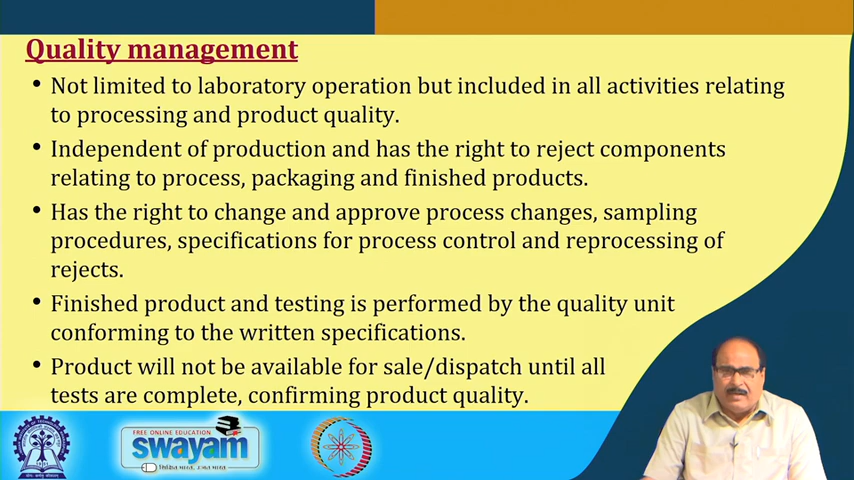 Quality management
• Not limited to laboratory operation but included in all activities relating
to processing and product quality.
• Independent of production and has the right to reject components
relating to process, packaging and finished products.
• Has the right to change and approve process changes, sampling
procedures, specifications for process control and reprocessing of
rejects.
• Finished product and testing is performed by the quality unit
conforming to the written specifications.
• Product will not be available for sale/dispatch until all
tests are complete, confirming product quality.
FREE ONLINE EDUCATION
swayam
शिक्षित भारत, उन्नत भारत